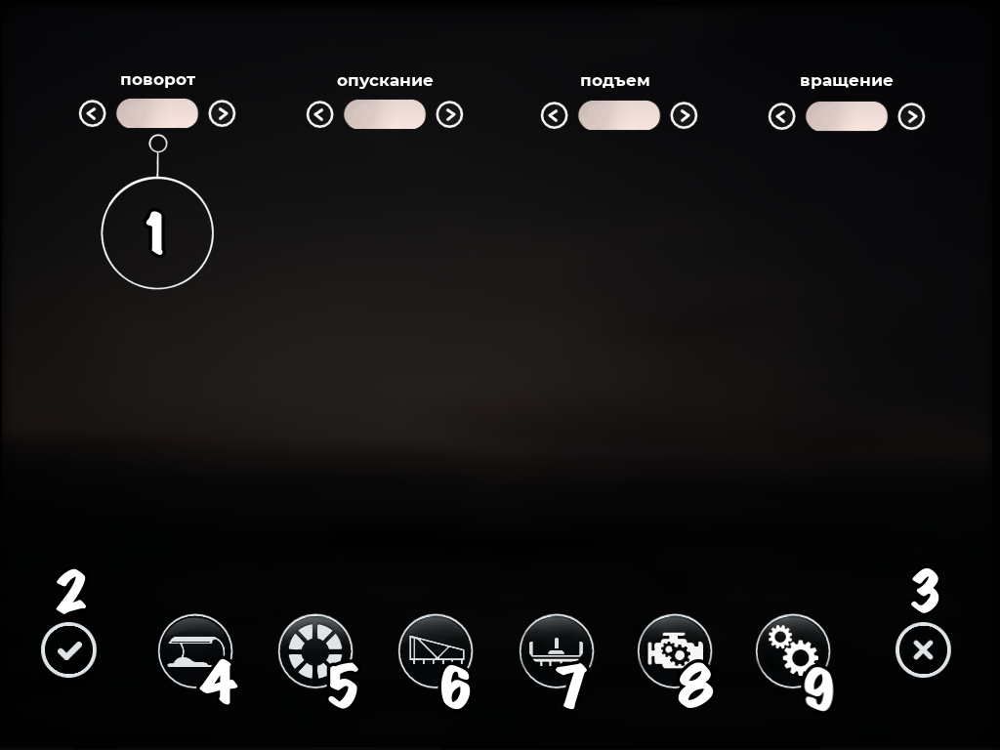 поворот опускание подъем вращение
1
2 3
4 5 6 7 8 9